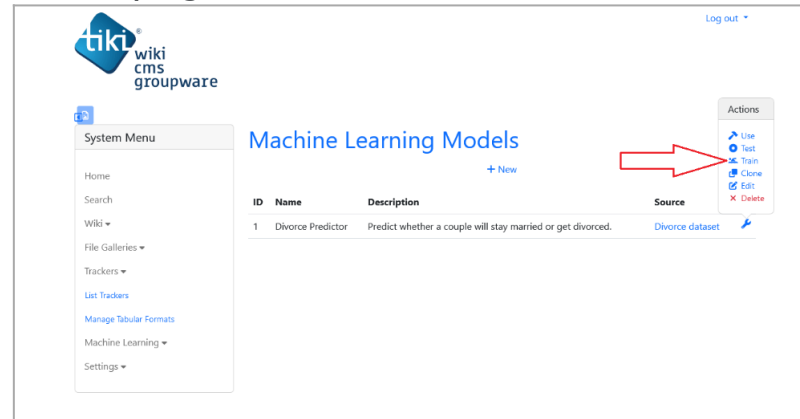 Log out
tiki®
wiki
cms
groupware
Actions
Use
Test
Train
Clone
Edit
Delete
System Menu
Home
Search
Wiki
File Galleries
Trackers
List Trackers
Manage Tabular Formats
Machine Learning
Settings
Machine Learning Models
+ New
ID Name Description Source
1 Divorce Predictor Predict whether a couple will stay married or get divorced. Divorce dataset